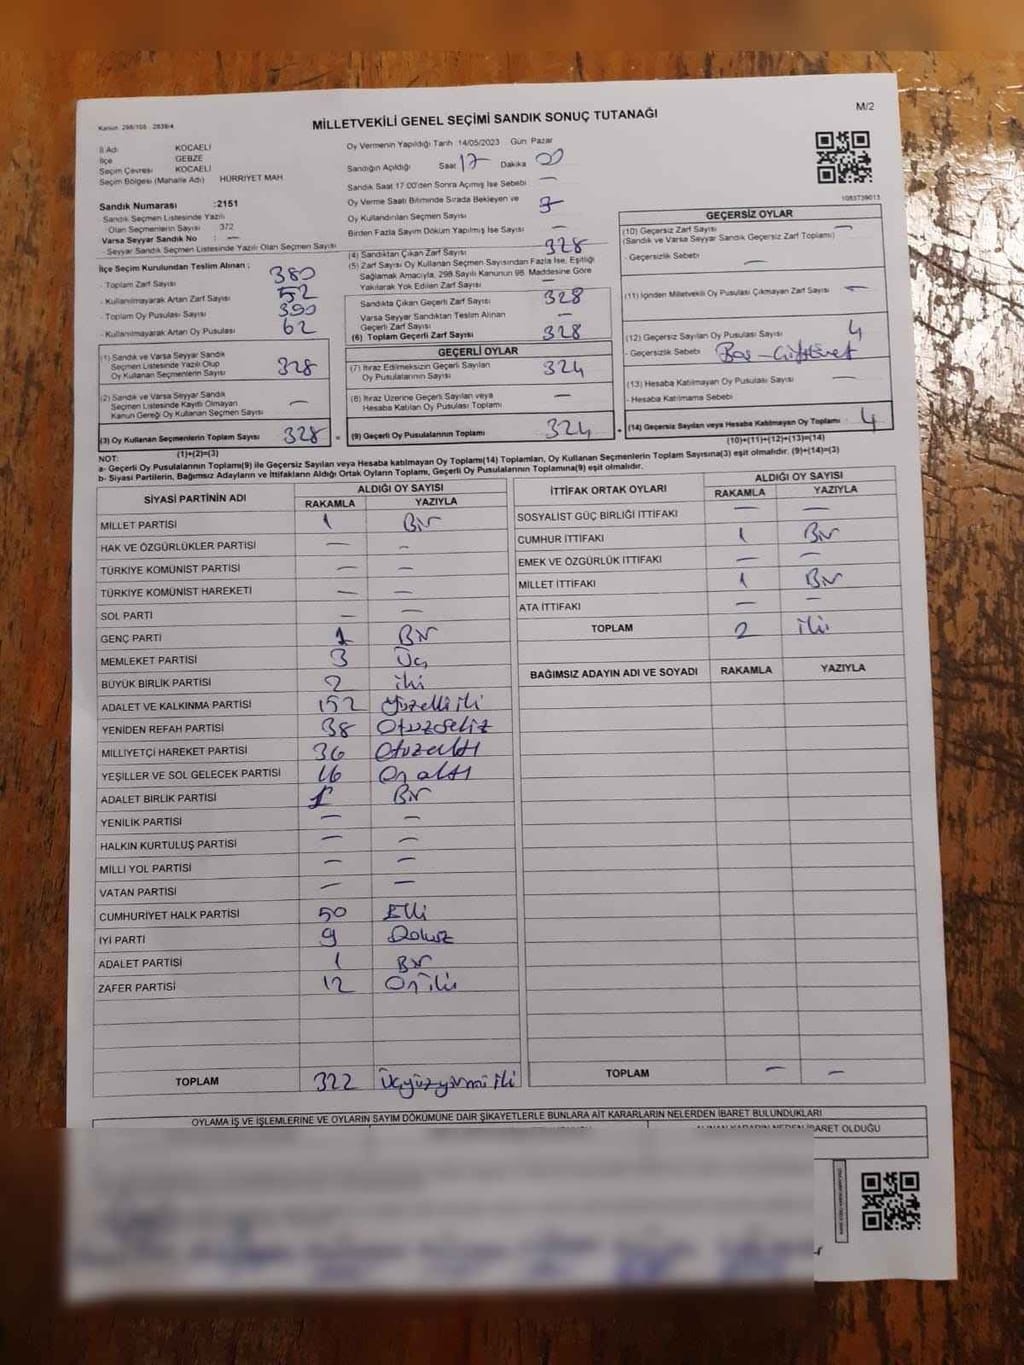 Kanun 298/105 2839/4
M/2
MİLLETVEKİLİ GENEL SEÇİMİ SANDIK SONUÇ TUTANAĞI
İl Adı KOCAELİ
İlçe GEBZE
Seçim Çevresi KOCAELİ
Seçim Bölgesi (Mahalle Adı) HÜRRİYET MAH
Sandık Numarası :2151
Sandık Seçmen Listesinde Yazılı
Olan Seçmenlerin Sayısı 372
Varsa Seyyar Sandık No : —
Seyyar Sandık Seçmen Listesinde Yazılı Olan Seçmen Sayısı
İlçe Seçim Kurulundan Teslim Alınan ;
- Toplam Zarf Sayısı 380
- Kullanılmayarak Artan Zarf Sayısı 52
- Toplam Oy Pusulası Sayısı 390
- Kullanılmayarak Artan Oy Pusulası 62
Oy Vermenin Yapıldığı Tarih 14/05/2023 Gün Pazar
Sandığın Açıldığı Saat 17 Dakika 00
Sandık Saat 17.00'den Sonra Açımış İse Sebebi —
Oy Verme Saati Bitiminde Sırada Bekleyen ve
Oy Kullandırılan Seçmen Sayısı
Birden Fazla Sayım Döküm Yapılmış İse Sayısı —
(4) Sandıktan Çıkan Zarf Sayısı 328
(5) Zarf Sayısı Oy Kullanan Seçmen Sayısından Fazla İse, Eşitliği
Sağlamak Amacıyla, 298 Sayılı Kanunun 98. Maddesine Göre
Yakılarak Yok Edilen Zarf Sayısı —
Sandıkta Çıkan Geçerli Zarf Sayısı 328
Varsa Seyyar Sandıktan Teslim Alınan
Geçerli Zarf Sayısı —
(6) Toplam Geçerli Zarf Sayısı 328
GEÇERSİZ OYLAR
(10) Geçersiz Zarf Sayısı —
(Sandık ve Varsa Seyyar Sandık Geçersiz Zarf Toplamı)
- Geçersizlik Sebebi —
(11) İçinden Milletvekili Oy Pusulası Çıkmayan Zarf Sayısı —
(12) Geçersiz Sayılan Oy Pusulası Sayısı 4
- Geçersizlik Sebebi Boş -
(13) Hesaba Katılmayan Oy Pusulası Sayısı —
- Hesaba Katılmama Sebebi
(14) Geçersiz Sayılan veya Hesaba Katılmayan Oy Toplamı 4
(10)+(11)+(12)+(13)=(14)
(1) Sandık ve Varsa Seyyar Sandık
Seçmen Listesinde Yazılı Olup
Oy Kullanan Seçmenlerin Sayısı 328
(2) Sandık ve Varsa Seyyar Sandık
Seçmen Listesinde Kayıtlı Olmayan
Kanun Gereği Oy Kullanan Seçmen Sayısı —
(3) Oy Kullanan Seçmenlerin Toplam Sayısı 328 =
(1)+(2)=(3)
GEÇERLİ OYLAR
(7) İtiraz Edilmeksizin Geçerli Sayılan
Oy Pusulalarının Sayısı 324
(8) İtiraz Üzerine Geçerli Sayılan veya
Hesaba Katılan Oy Pusulası Toplamı —
(9) Geçerli Oy Pusulalarının Toplamı 324 +
NOT:
a- Geçerli Oy Pusulalarının Toplamı(9) ile Geçersiz Sayılan veya Hesaba katılmayan Oy Toplamı(14) Toplamları, Oy Kullanan Seçmenlerin Toplam Sayısına(3) eşit olmalıdır. (9)+(14)=(3)
b- Siyasi Partilerin, Bağımsız Adayların ve İttifakların Aldığı Ortak Oyların Toplamı, Geçerli Oy Pusulalarının Toplamına(9) eşit olmalıdır.
SİYASİ PARTİNİN ADI ALDIĞI OY SAYISI
RAKAMLA YAZIYLA
MİLLET PARTİSİ 1 Bir
HAK VE ÖZGÜRLÜKLER PARTİSİ — —
TÜRKİYE KOMÜNİST PARTİSİ — —
TÜRKİYE KOMÜNİST HAREKETİ — —
SOL PARTİ — —
GENÇ PARTİ 1 Bir
MEMLEKET PARTİSİ 3 Üç
BÜYÜK BİRLİK PARTİSİ 2 iki
ADALET VE KALKINMA PARTİSİ 152 Yüzelliiki
YENİDEN REFAH PARTİSİ 38 Otuzsekiz
MİLLİYETÇİ HAREKET PARTİSİ 36 Otuzaltı
YEŞİLLER VE SOL GELECEK PARTİSİ 16 On altı
ADALET BİRLİK PARTİSİ 1 Bir
YENİLİK PARTİSİ — —
HALKIN KURTULUŞ PARTİSİ — —
MİLLİ YOL PARTİSİ — —
VATAN PARTİSİ — —
CUMHURİYET HALK PARTİSİ 50 Elli
İYİ PARTİ 9 Dokuz
ADALET PARTİSİ 1 Bir
ZAFER PARTİSİ 12 Oniki
TOPLAM 322 Üçyüzyirmi iki
İTTİFAK ORTAK OYLARI ALDIĞI OY SAYISI
RAKAMLA YAZIYLA
SOSYALİST GÜÇ BİRLİĞİ İTTİFAKI — —
CUMHUR İTTİFAKI 1 Bir
EMEK VE ÖZGÜRLÜK İTTİFAKI — —
MİLLET İTTİFAKI 1 Bir
ATA İTTİFAKI — —
TOPLAM 2 iki
BAĞIMSIZ ADAYIN ADI VE SOYADI RAKAMLA YAZIYLA
TOPLAM — —
OYLAMA İŞ VE İŞLEMLERİNE VE OYLARIN SAYIM DÖKÜMÜNE DAİR ŞİKAYETLERLE BUNLARA AİT KARARLARIN NELERDEN İBARET BULUNDUKLARI
ALINAN KARARIN NEDEN İBARET OLDUĞU